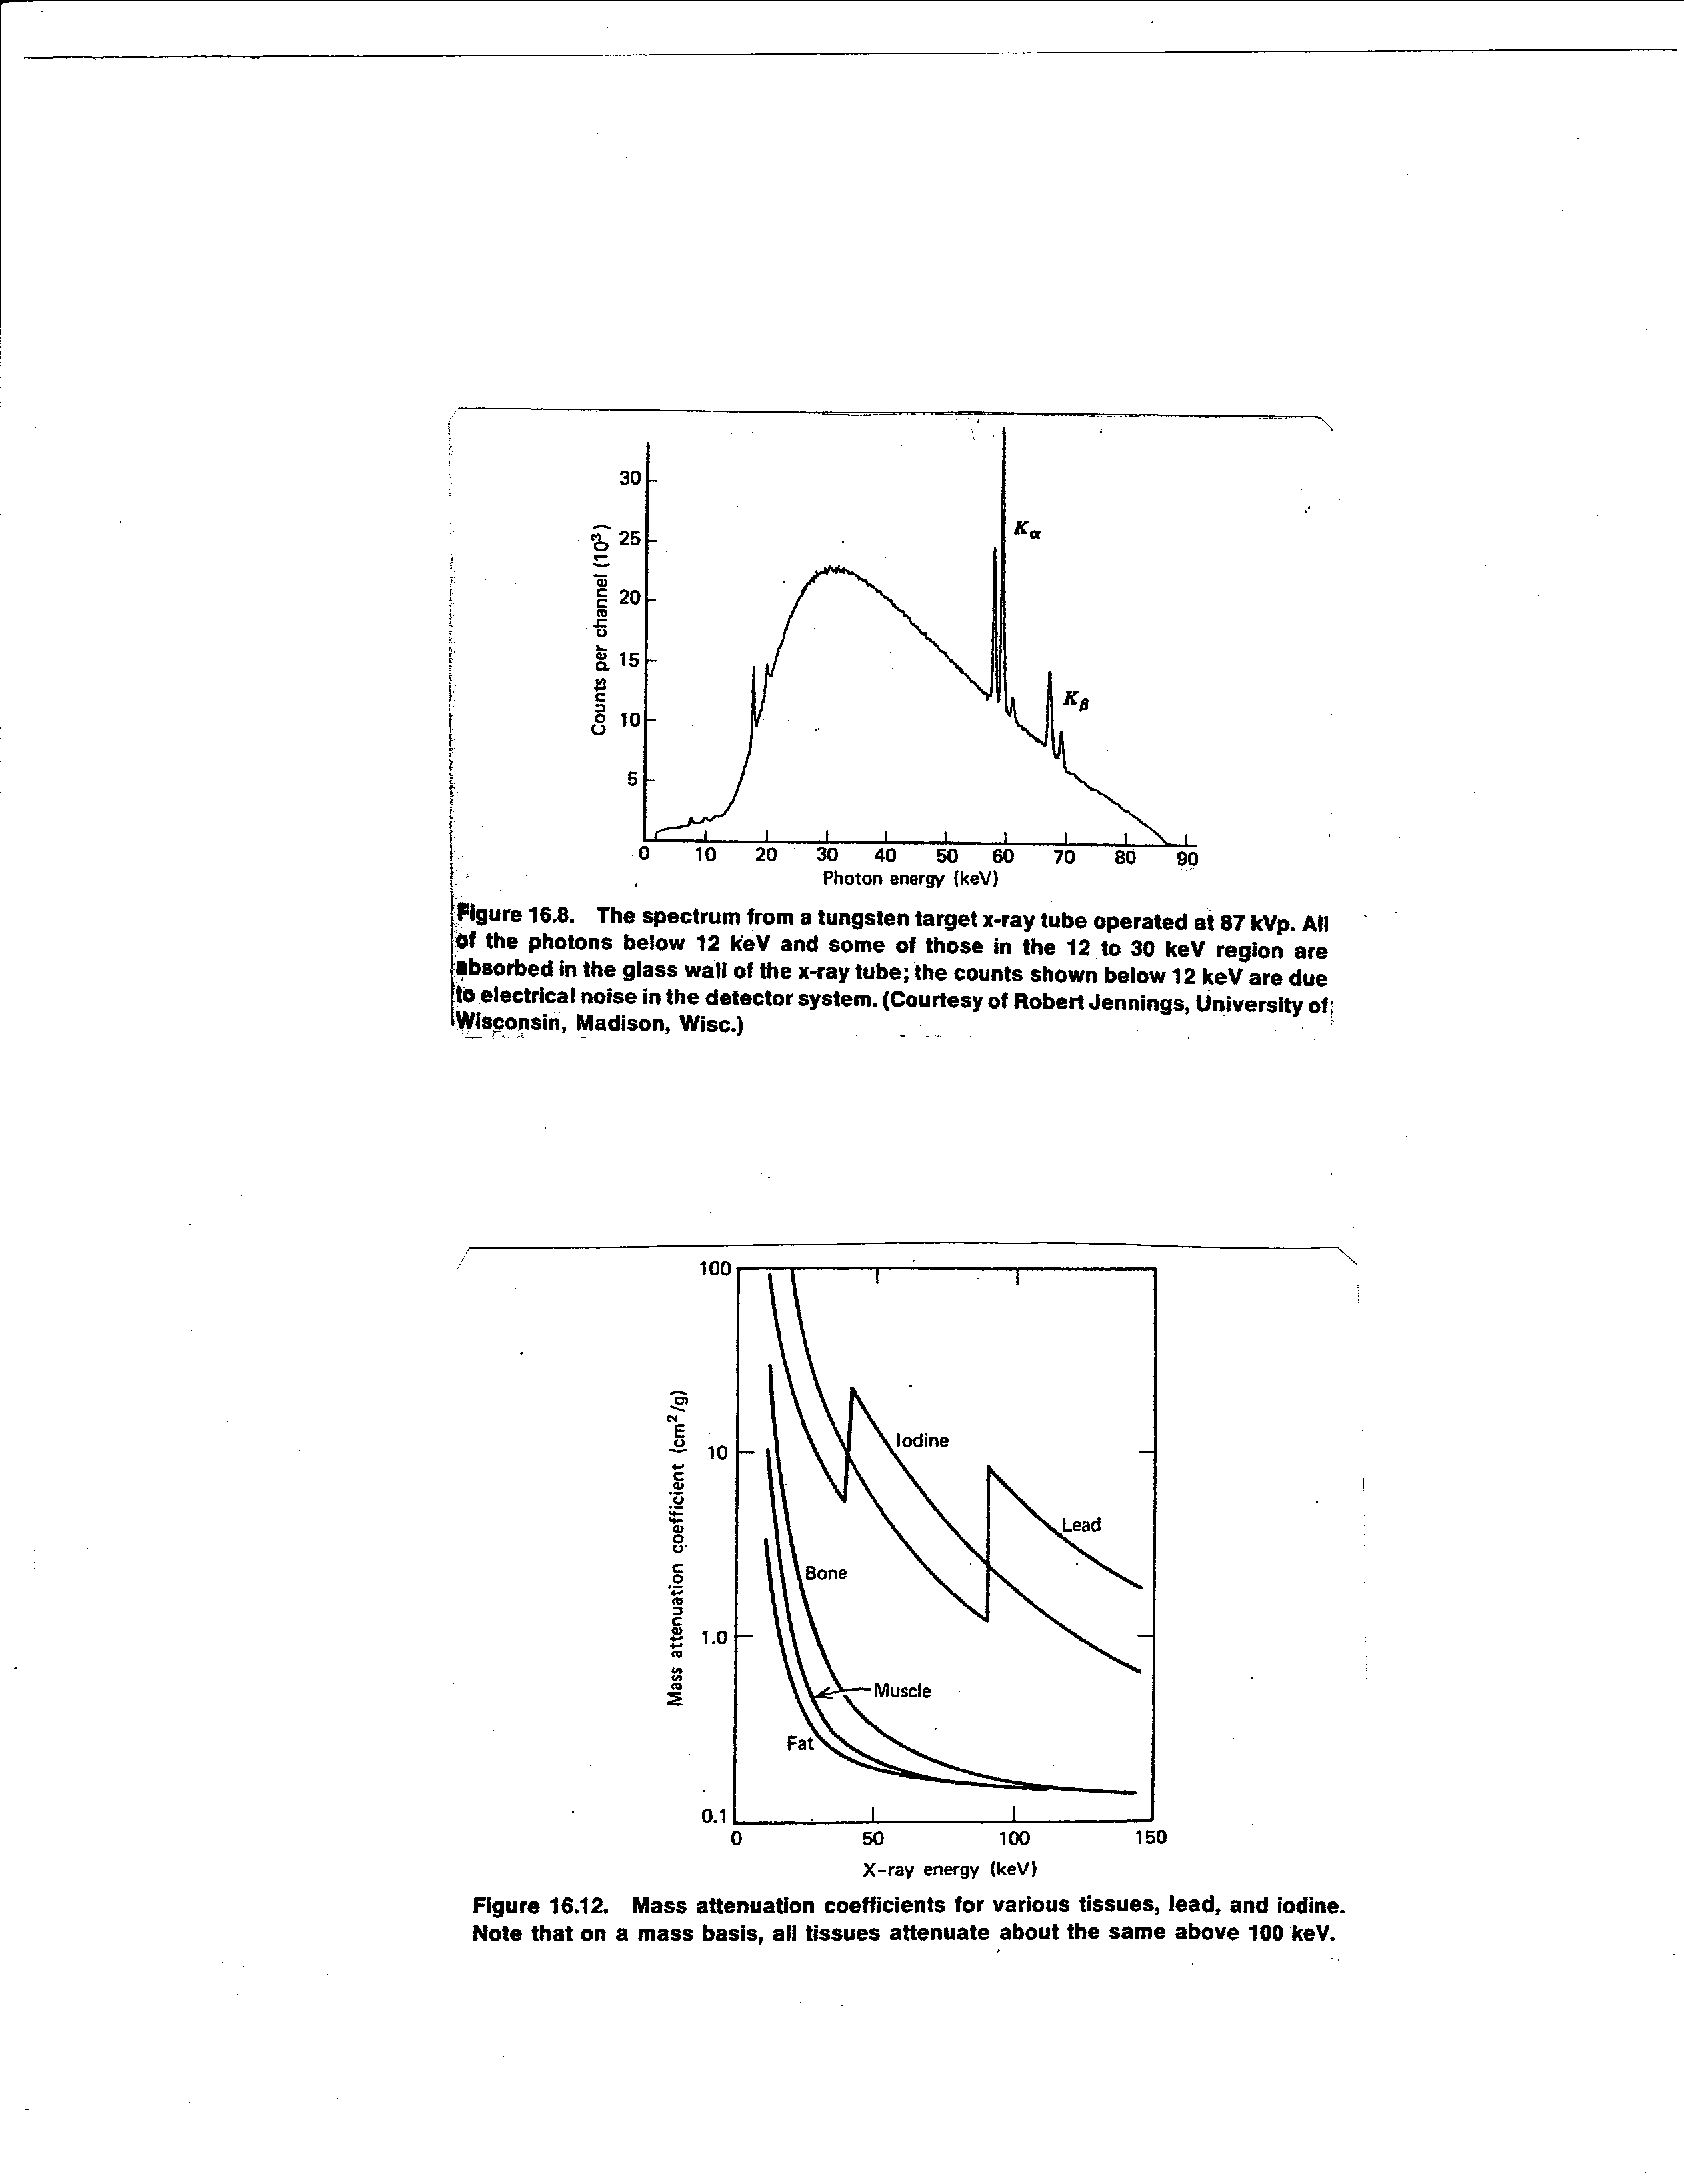 30
25
20
15
10
5
Counts per channel (10³)
Kα
Kβ
0 10 20 30 40 50 60 70 80 90
Photon energy (keV)
Figure 16.8. The spectrum from a tungsten target x-ray tube operated at 87 kVp. All
of the photons below 12 keV and some of those in the 12 to 30 keV region are
absorbed in the glass wall of the x-ray tube; the counts shown below 12 keV are due
to electrical noise in the detector system. (Courtesy of Robert Jennings, University of
Wisconsin, Madison, Wisc.)
100
10
1.0
0.1
Mass attenuation coefficient (cm²/g)
Iodine
Lead
Bone
Muscle
Fat
0 50 100 150
X-ray energy (keV)
Figure 16.12. Mass attenuation coefficients for various tissues, lead, and iodine.
Note that on a mass basis, all tissues attenuate about the same above 100 keV.